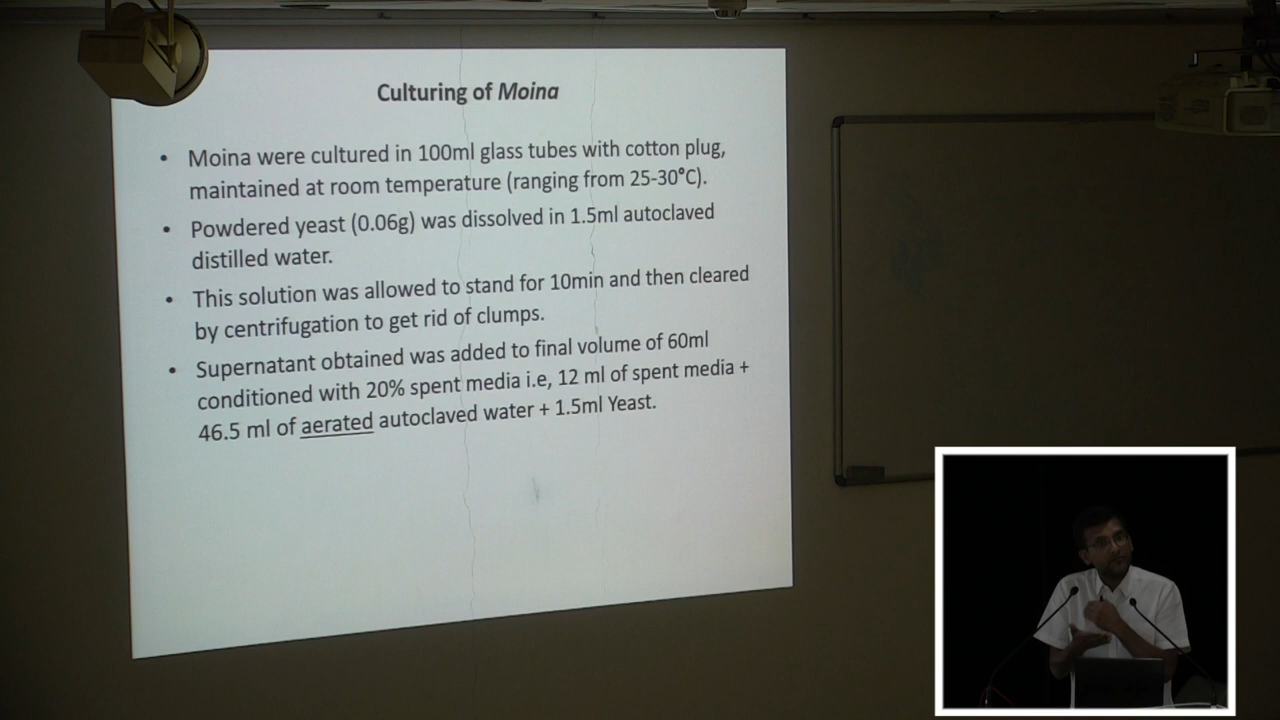 Culturing of Moina
• Moina were cultured in 100ml glass tubes with cotton plug,
maintained at room temperature (ranging from 25-30°C).
• Powdered yeast (0.06g) was dissolved in 1.5ml autoclaved
distilled water.
• This solution was allowed to stand for 10min and then cleared
by centrifugation to get rid of clumps.
• Supernatant obtained was added to final volume of 60ml
conditioned with 20% spent media i.e, 12 ml of spent media +
46.5 ml of aerated autoclaved water + 1.5ml Yeast.